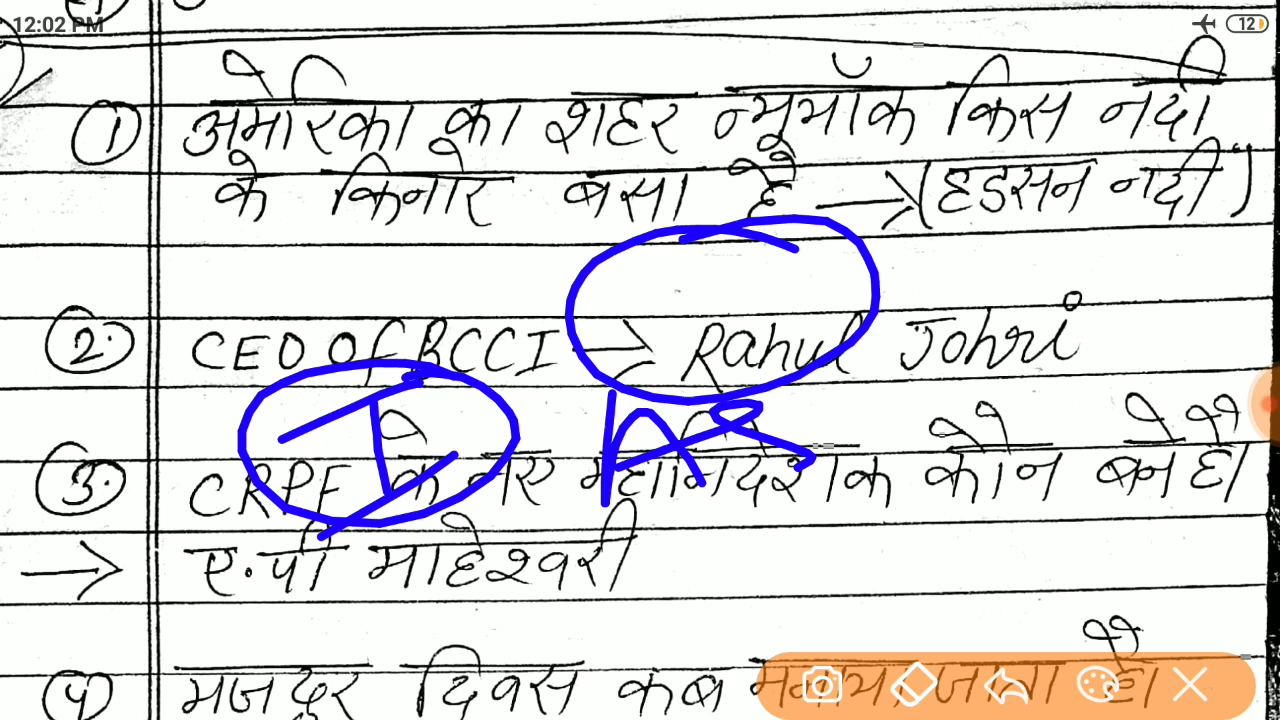 12:02 PM
12
① अमेरिका का शहर न्यूयॉक किस नदी
के किनारे बसा है →(हडसन नदी")
②. CEO Of BCCI → Rahul Johri
③. CRPF के नए महानिदेशक कौन बने है।
→ ए.पी माहेश्वरी
④ मजदुर दिवस कब मनाया जाता है।